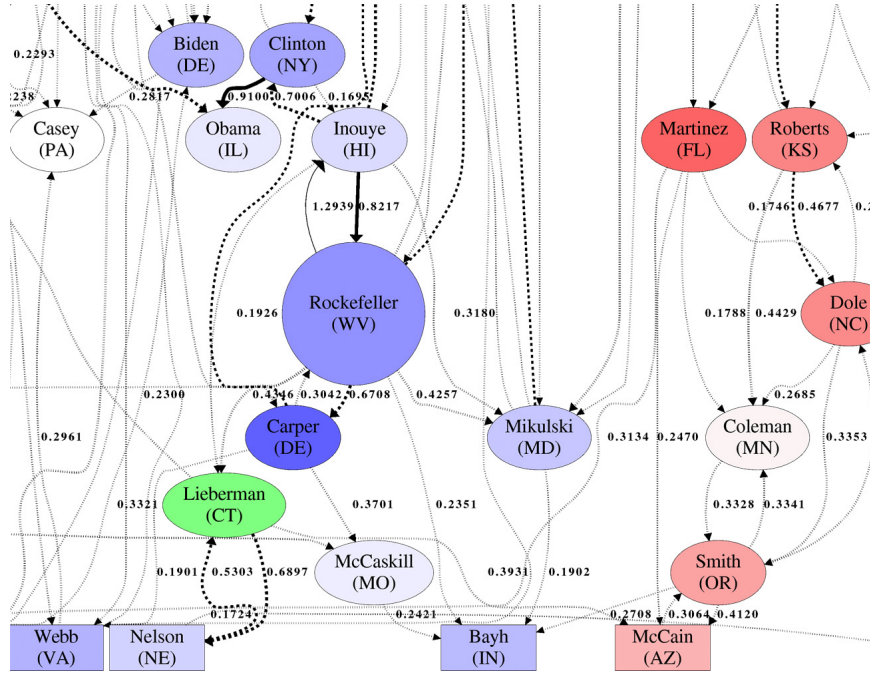 0.2293
Biden
(DE)
Clinton
(NY)
0.2817
0.9100
0.7006
0.1695
Casey
(PA)
Obama
(IL)
Inouye
(HI)
Martinez
(FL)
Roberts
(KS)
1.2939
0.8217
0.1746
0.4677
Rockefeller
(WV)
Dole
(NC)
0.1926
0.3180
0.1788
0.4429
0.2300
0.4346
0.3042
0.6708
0.4257
0.2685
Carper
(DE)
Mikulski
(MD)
Coleman
(MN)
0.2961
0.3134
0.2470
0.3353
Lieberman
(CT)
0.3321
0.3701
0.2351
0.3328
0.3341
McCaskill
(MO)
Smith
(OR)
0.1901
0.5303
0.6897
0.3931
0.1902
0.1724
0.2421
0.2708
0.3064
0.4120
Webb
(VA)
Nelson
(NE)
Bayh
(IN)
McCain
(AZ)